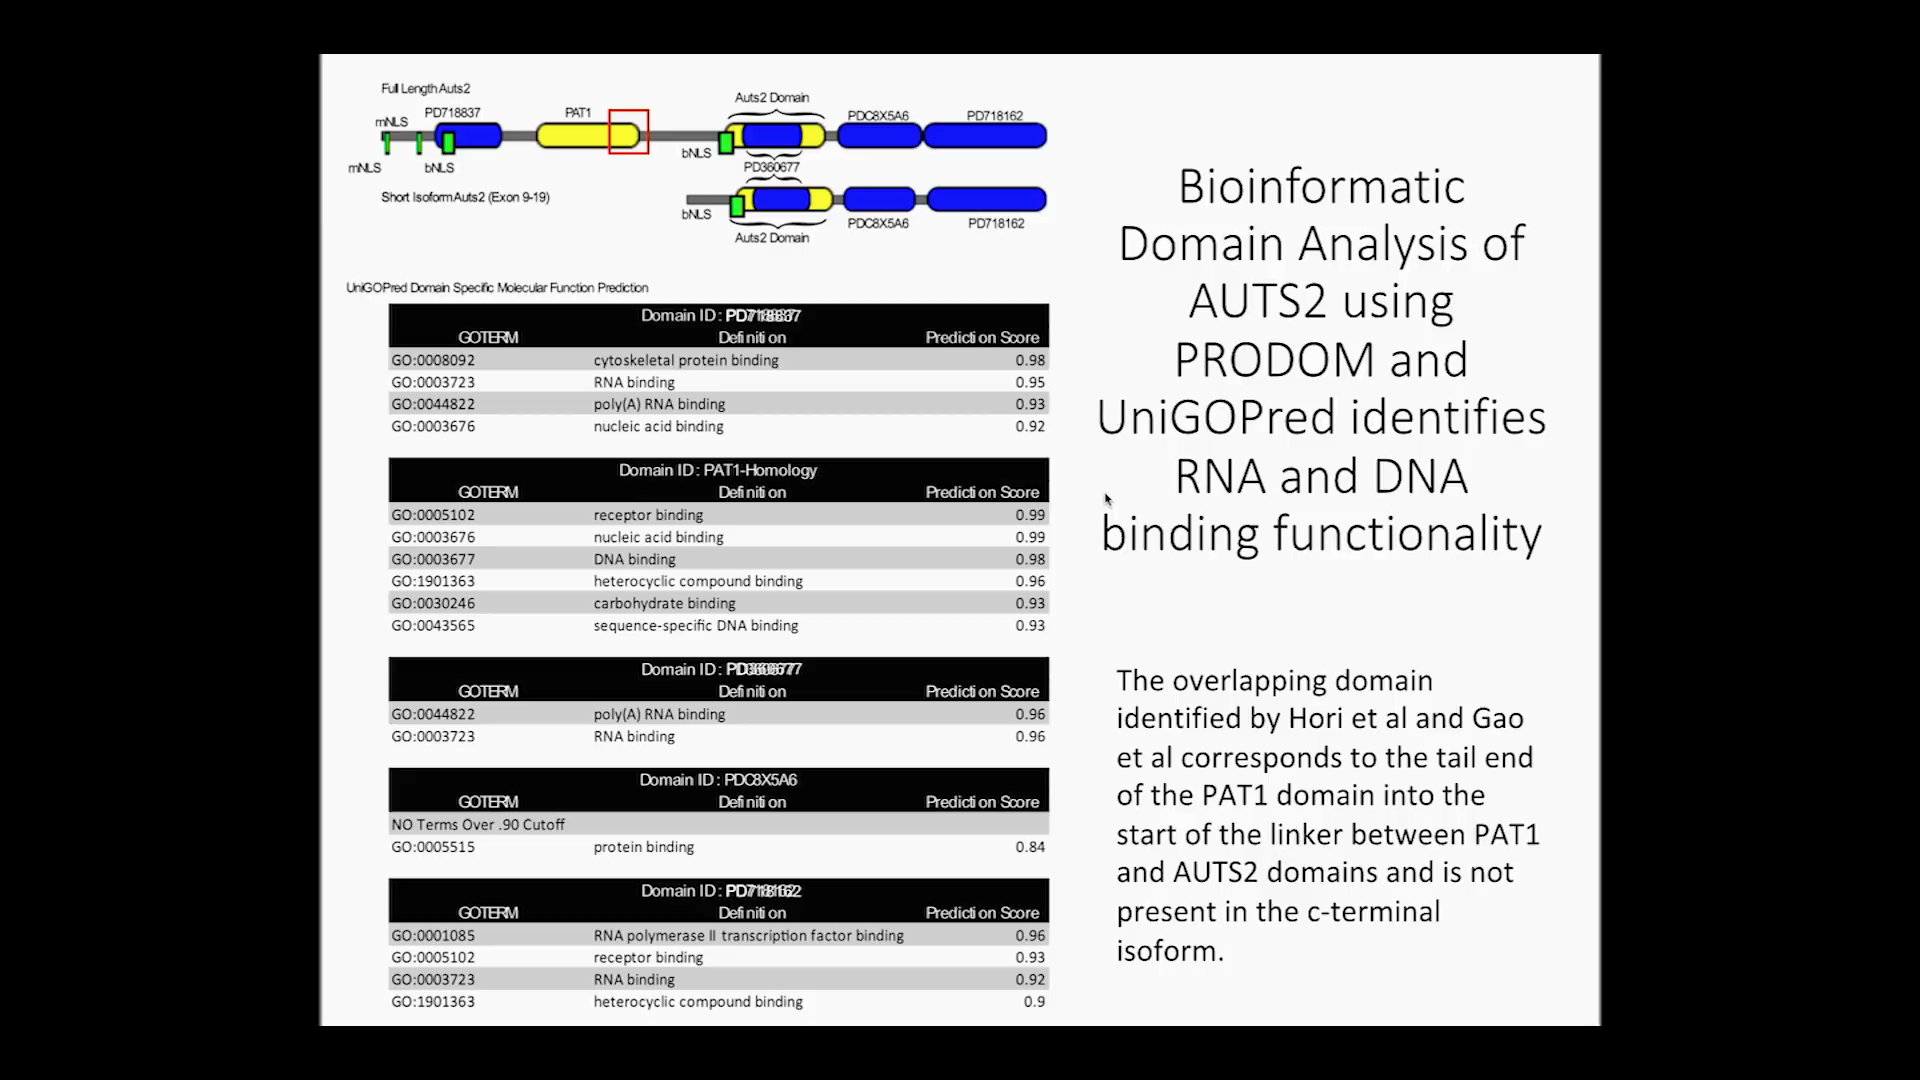 Full Length Auts2
Auts2 Domain
mNLS
PD718837
PAT1
PDC8X5A6
PD718162
mNLS
bNLS
bNLS
PD360677
Short Isoform Auts2 (Exon 9-19)
bNLS
PDC8X5A6
PD718162
Auts2 Domain
UniGOPred Domain Specific Molecular Function Prediction
Domain ID: PD718837
GOTERM Definition Prediction Score
GO:0008092 cytoskeletal protein binding 0.98
GO:0003723 RNA binding 0.95
GO:0044822 poly(A) RNA binding 0.93
GO:0003676 nucleic acid binding 0.92
Domain ID: PAT1-Homology
GOTERM Definition Prediction Score
GO:0005102 receptor binding 0.99
GO:0003676 nucleic acid binding 0.99
GO:0003677 DNA binding 0.98
GO:1901363 heterocyclic compound binding 0.96
GO:0030246 carbohydrate binding 0.93
GO:0043565 sequence-specific DNA binding 0.93
Domain ID: PD360677
GOTERM Definition Prediction Score
GO:0044822 poly(A) RNA binding 0.96
GO:0003723 RNA binding 0.96
Domain ID: PDC8X5A6
GOTERM Definition Prediction Score
NO Terms Over .90 Cutoff
GO:0005515 protein binding 0.84
Domain ID: PD718162
GOTERM Definition Prediction Score
GO:0001085 RNA polymerase II transcription factor binding 0.96
GO:0005102 receptor binding 0.93
GO:0003723 RNA binding 0.92
GO:1901363 heterocyclic compound binding 0.9
Bioinformatic
Domain Analysis of
AUTS2 using
PRODOM and
UniGOPred identifies
RNA and DNA
binding functionality
The overlapping domain
identified by Hori et al and Gao
et al corresponds to the tail end
of the PAT1 domain into the
start of the linker between PAT1
and AUTS2 domains and is not
present in the c-terminal
isoform.